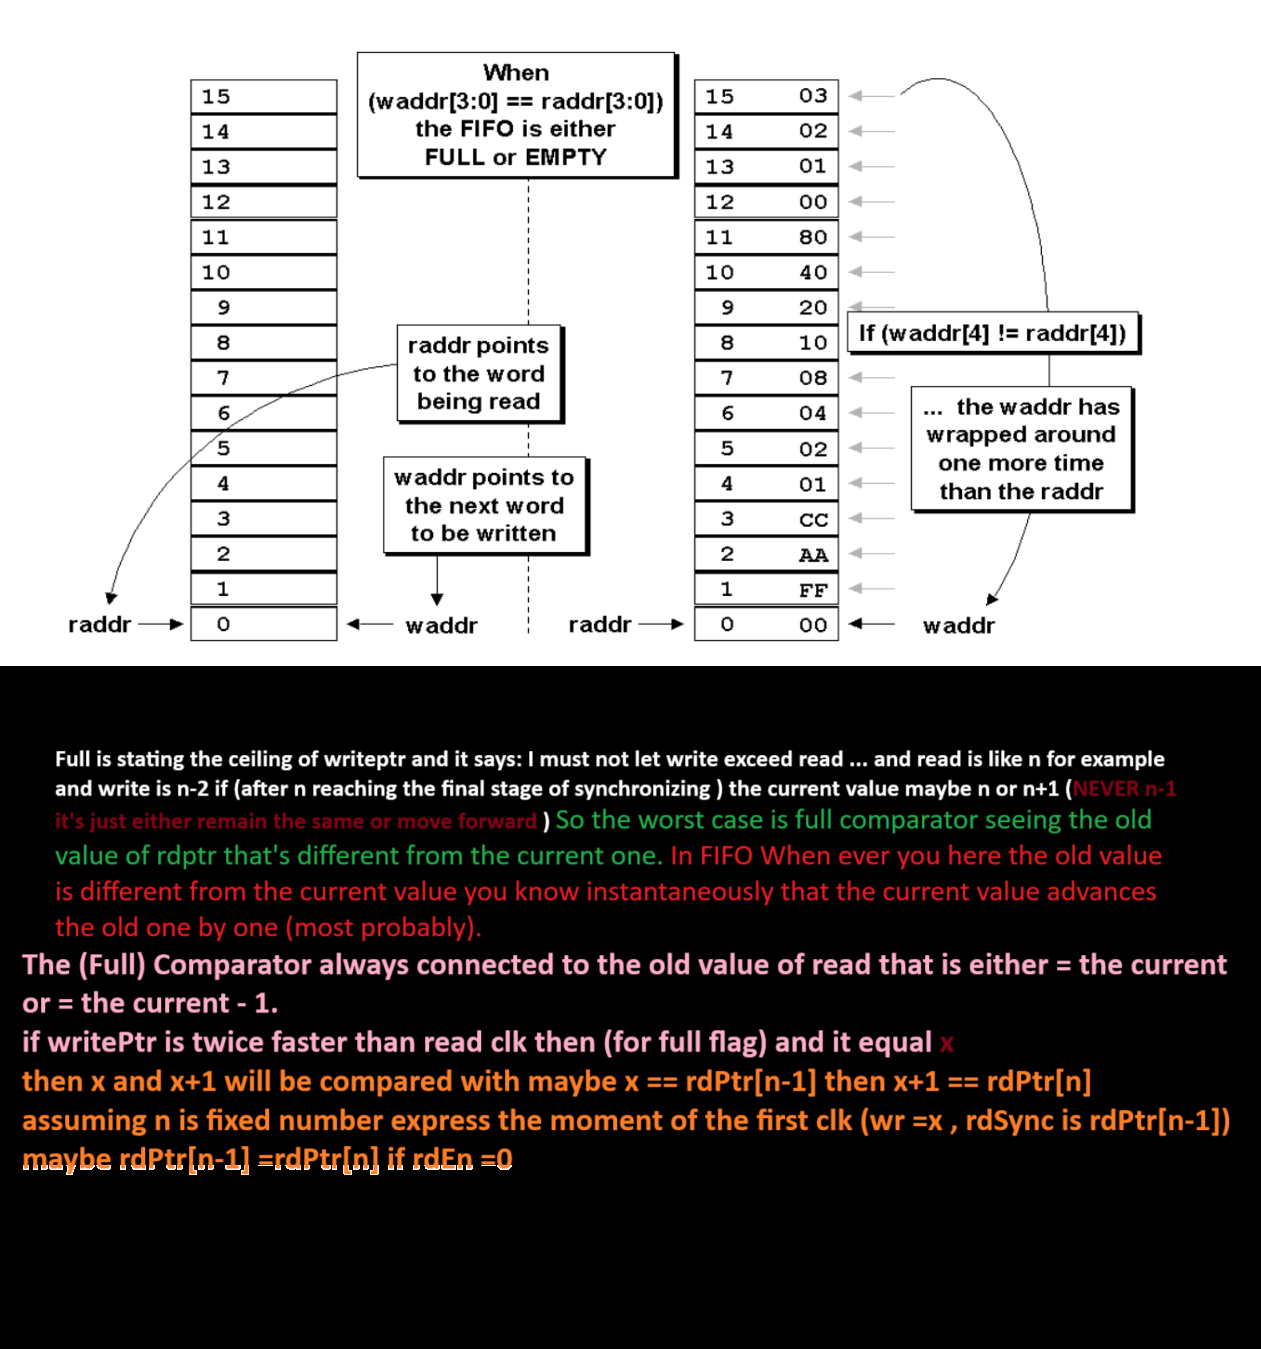 When
(waddr[3:0] == raddr[3:0])
the FIFO is either
FULL or EMPTY
15
14
13
12
11
10
9
8
7
6
5
4
3
2
1
raddr 0 waddr
raddr points
to the word
being read
waddr points to
the next word
to be written
15 03
14 02
13 01
12 00
11 80
10 40
9 20
8 10
7 08
6 04
5 02
4 01
3 CC
2 AA
1 FF
raddr 0 00 waddr
If (waddr[4] != raddr[4])
... the waddr has
wrapped around
one more time
than the raddr
Full is stating the ceiling of writeptr and it says: I must not let write exceed read ... and read is like n for example
and write is n-2 if (after n reaching the final stage of synchronizing ) the current value maybe n or n+1 (NEVER n-1
it's just either remain the same or move forward ) So the worst case is full comparator seeing the old
value of rdptr that's different from the current one. In FIFO When ever you here the old value
is different from the current value you know instantaneously that the current value advances
the old one by one (most probably).
The (Full) Comparator always connected to the old value of read that is either = the current
or = the current - 1.
if writePtr is twice faster than read clk then (for full flag) and it equal x
then x and x+1 will be compared with maybe x == rdPtr[n-1] then x+1 == rdPtr[n]
assuming n is fixed number express the moment of the first clk (wr =x , rdSync is rdPtr[n-1])
maybe rdPtr[n-1] =rdPtr[n] if rdEn =0